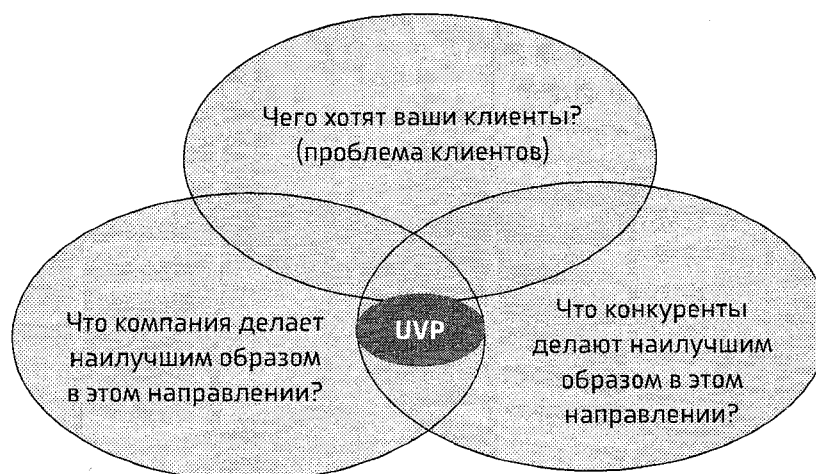 Чего хотят ваши клиенты?
(проблема клиентов)
Что компания делает
наилучшим образом
в этом направлении?
UVP
Что конкуренты
делают наилучшим
образом в этом
направлении?